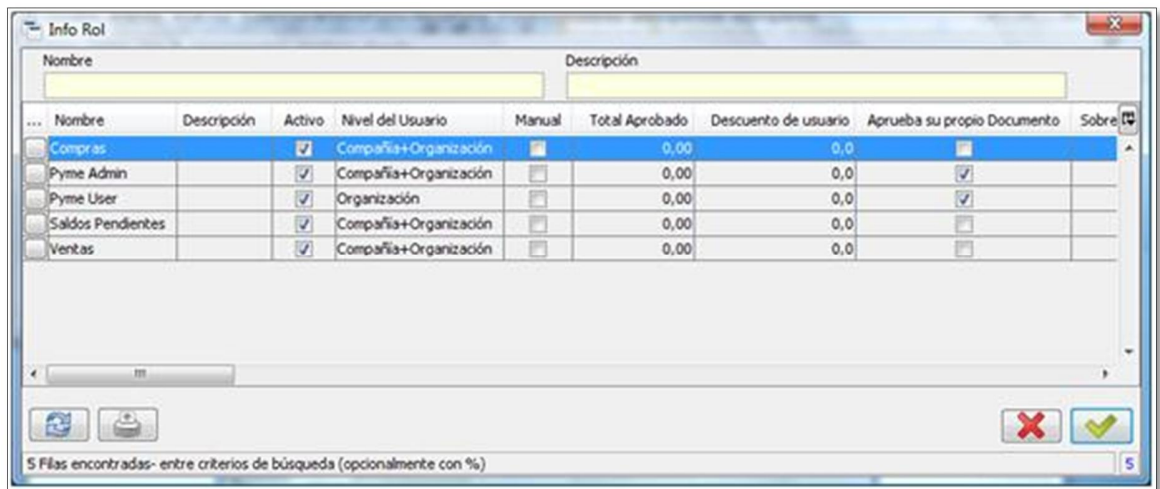 Info Rol
Nombre Descripción
... Nombre Descripción Activo Nivel del Usuario Manual Total Aprobado Descuento de usuario Aprueba su propio Documento Sobre
Compras Compañía+Organización 0,00 0,0
Pyme Admin Compañía+Organización 0,00 0,0
Pyme User Organización 0,00 0,0
Saldos Pendientes Compañía+Organización 0,00 0,0
Ventas Compañía+Organización 0,00 0,0
5 Filas encontradas- entre criterios de búsqueda (opcionalmente con %) 5